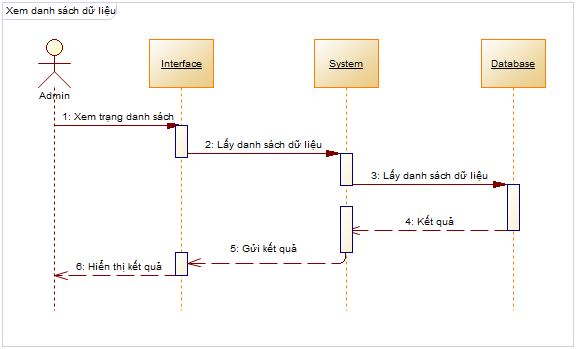 Xem danh sách dữ liệu
Interface
System
Database
Admin
1: Xem trạng danh sách
2: Lấy danh sách dữ liệu
3: Lấy danh sách dữ liệu
4: Kết quả
5: Gửi kết quả
6: Hiển thị kết quả